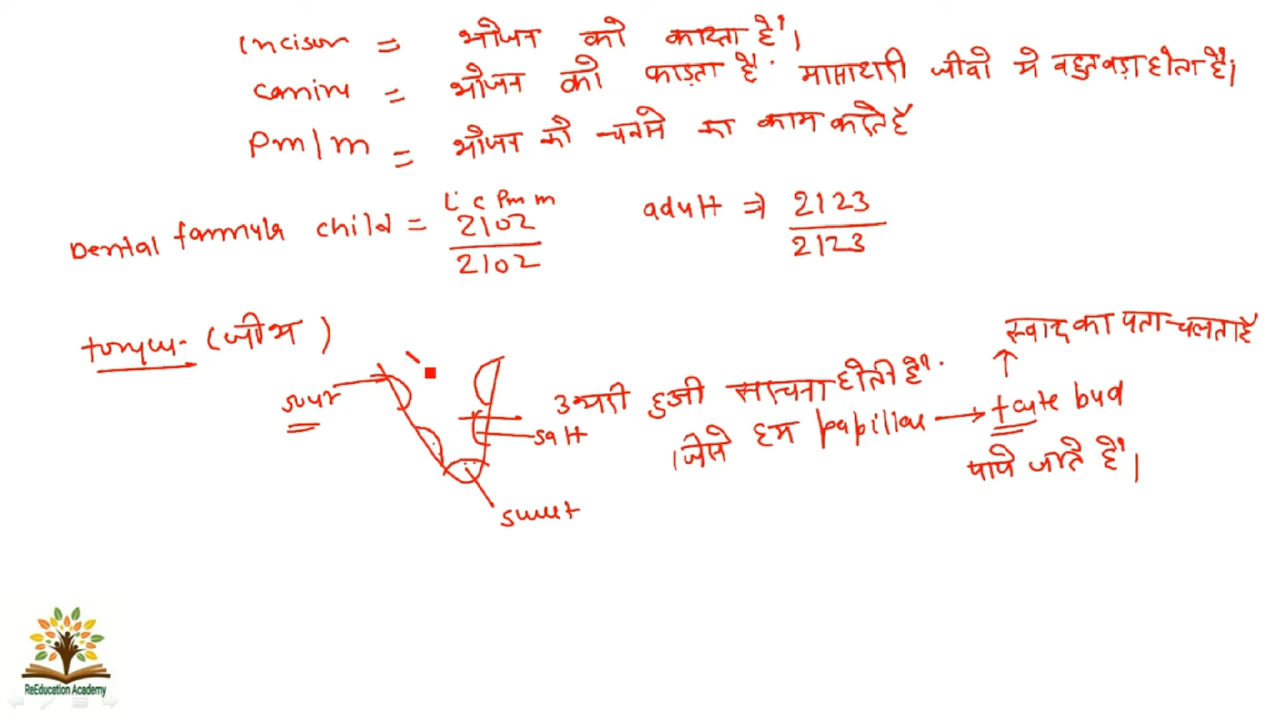 Incisor = भोजन को काटता है।
canine = भोजन को फाड़ता है. मासाहारी जीवो मे बहुत बड़ा होता है।
Pm/m = भोजन को चबाने का काम करते है
Dental formula child = 2102 / 2102
i c Pm m
adult ⇒ 2123 / 2123
tongue- (जीभ)
स्वाद का पता चलता है
sour
उभरी हुई संरचना होती है.
salt
जिसे हम papillae → taste bud
पाये जाते है।
sweet
ReEducation Academy